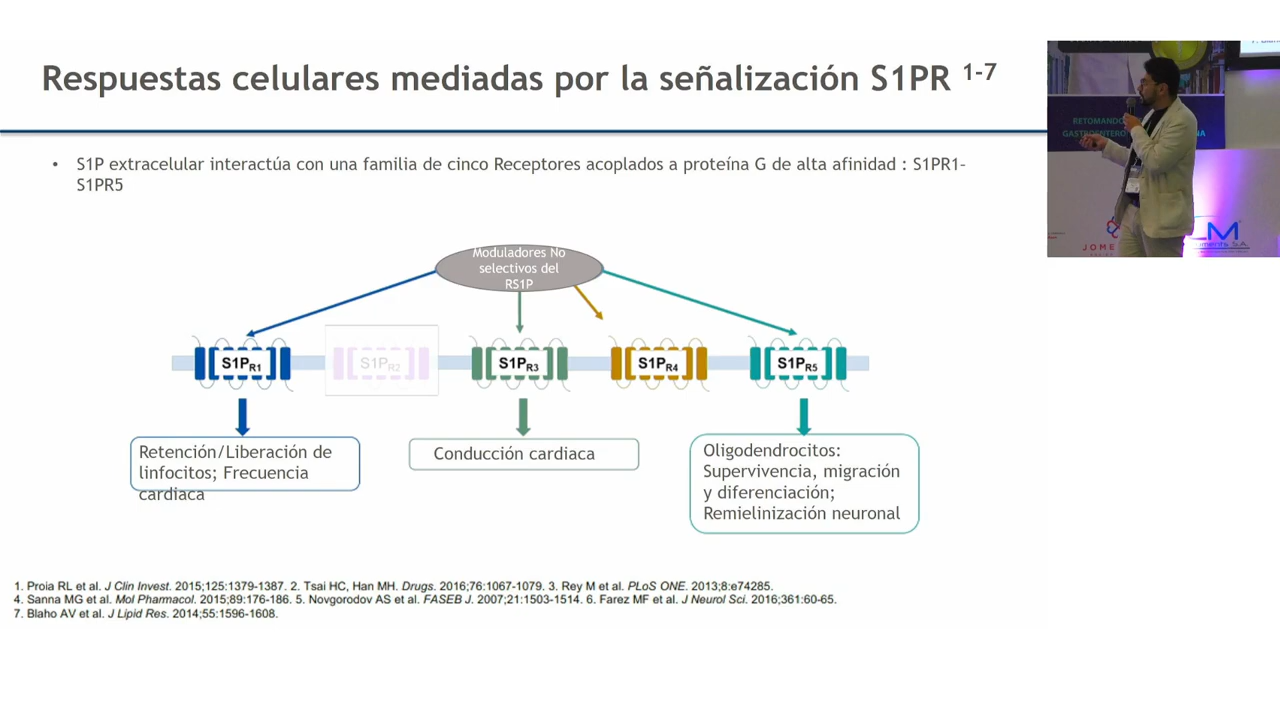 Respuestas celulares mediadas por la señalización S1PR 1-7
• S1P extracelular interactúa con una familia de cinco Receptores acoplados a proteína G de alta afinidad : S1PR1-
S1PR5
Moduladores No
selectivos del
RS1P
S1PR1
S1PR2
S1PR3
S1PR4
S1PR5
Retención/Liberación de
linfocitos; Frecuencia
cardiaca
Conducción cardiaca
Oligodendrocitos:
Supervivencia, migración
y diferenciación;
Remielinización neuronal
1. Proia RL et al. J Clin Invest. 2015;125:1379-1387. 2. Tsai HC, Han MH. Drugs. 2016;76:1067-1079. 3. Rey M et al. PLoS ONE. 2013;8:e74285.
4. Sanna MG et al. Mol Pharmacol. 2015;89:176-186. 5. Novgorodov AS et al. FASEB J. 2007;21:1503-1514. 6. Farez MF et al. J Neurol Sci. 2016;361:60-65.
7. Blaho AV et al. J Lipid Res. 2014;55:1596-1608.
RETOMANDO
JOME
LM
S.A.